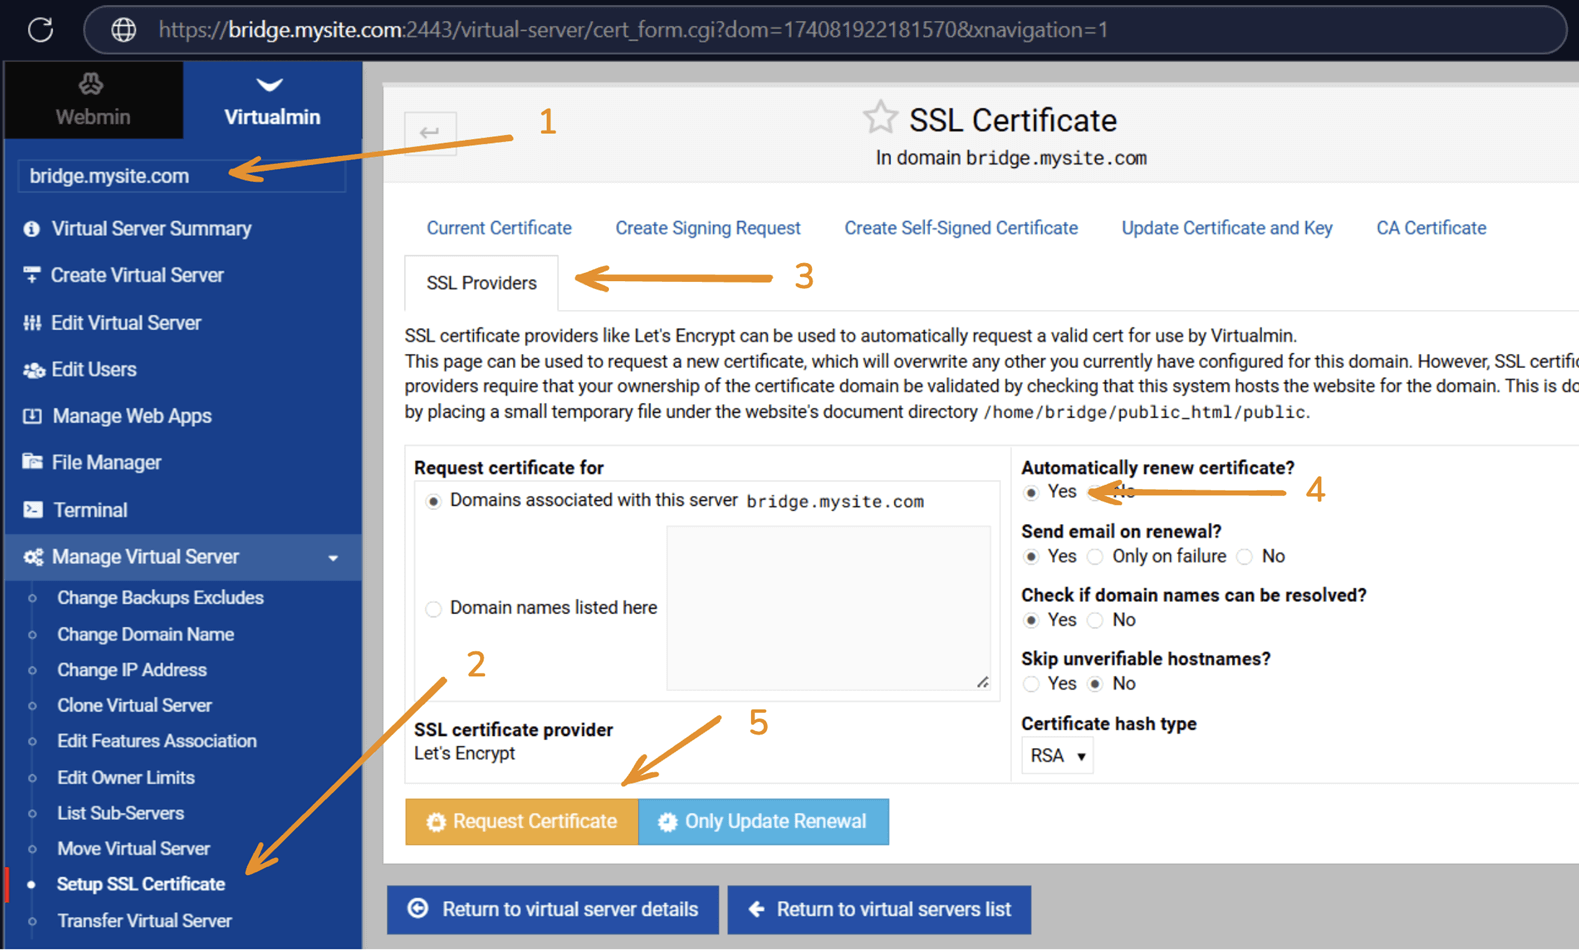 https://bridge.mysite.com:2443/virtual-server/cert_form.cgi?dom=174081922181570&xnavigation=1
Webmin
Virtualmin
bridge.mysite.com
1
Virtual Server Summary
Create Virtual Server
Edit Virtual Server
Edit Users
Manage Web Apps
File Manager
Terminal
Manage Virtual Server
Change Backups Excludes
Change Domain Name
Change IP Address
Clone Virtual Server
Edit Features Association
Edit Owner Limits
List Sub-Servers
Move Virtual Server
Setup SSL Certificate
Transfer Virtual Server
2
SSL Certificate
In domain bridge.mysite.com
Current Certificate Create Signing Request Create Self-Signed Certificate Update Certificate and Key CA Certificate
SSL Providers
3
SSL certificate providers like Let's Encrypt can be used to automatically request a valid cert for use by Virtualmin.
This page can be used to request a new certificate, which will overwrite any other you currently have configured for this domain. However, SSL certific
providers require that your ownership of the certificate domain be validated by checking that this system hosts the website for the domain. This is do
by placing a small temporary file under the website's document directory /home/bridge/public_html/public.
Request certificate for
Domains associated with this server bridge.mysite.com
Domain names listed here
SSL certificate provider
Let's Encrypt
5
Automatically renew certificate?
Yes No
4
Send email on renewal?
Yes Only on failure No
Check if domain names can be resolved?
Yes No
Skip unverifiable hostnames?
Yes No
Certificate hash type
RSA
Request Certificate Only Update Renewal
Return to virtual server details Return to virtual servers list